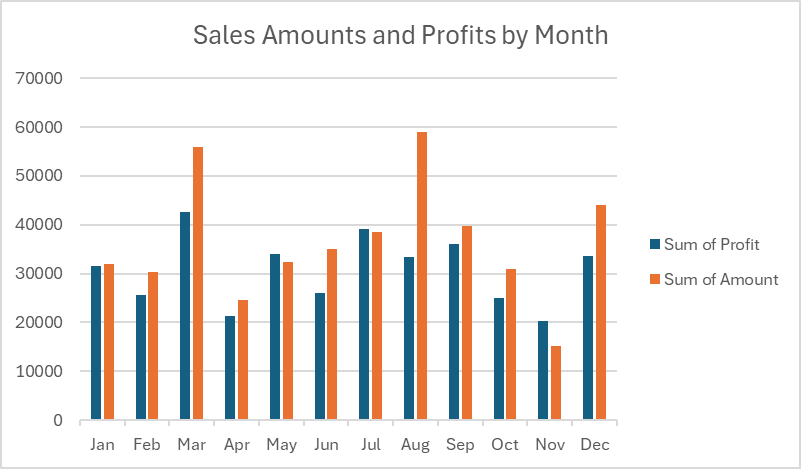 Sales Amounts and Profits by Month
70000
60000
50000
40000
30000
20000
10000
0
Jan Feb Mar Apr May Jun Jul Aug Sep Oct Nov Dec
Sum of Profit
Sum of Amount